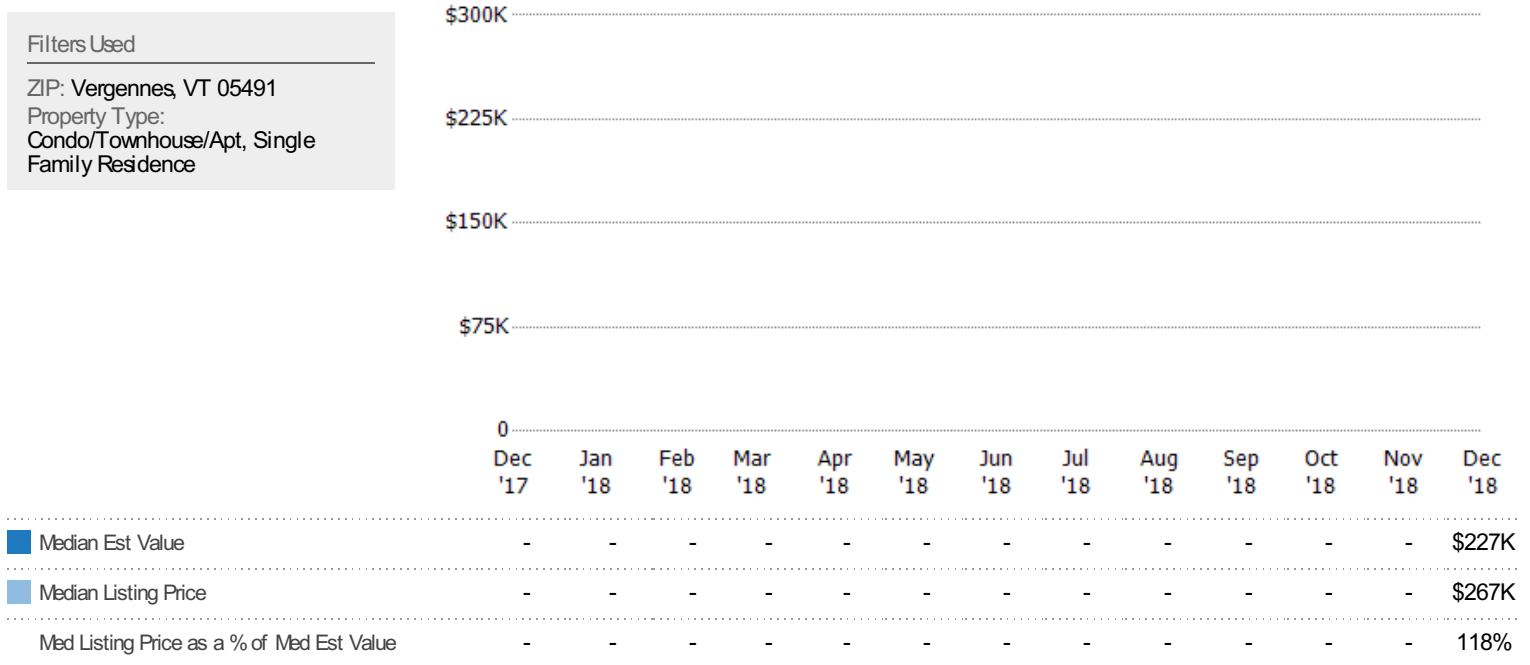 Filters Used
ZIP: Vergennes, VT 05491
Property Type:
Condo/Townhouse/Apt, Single
Family Residence
$300K
$225K
$150K
$75K
0
Dec Jan Feb Mar Apr May Jun Jul Aug Sep Oct Nov Dec
'17 '18 '18 '18 '18 '18 '18 '18 '18 '18 '18 '18 '18
Median Est Value - - - - - - - - - - - - $227K
Median Listing Price - - - - - - - - - - - - $267K
Med Listing Price as a % of Med Est Value - - - - - - - - - - - - 118%